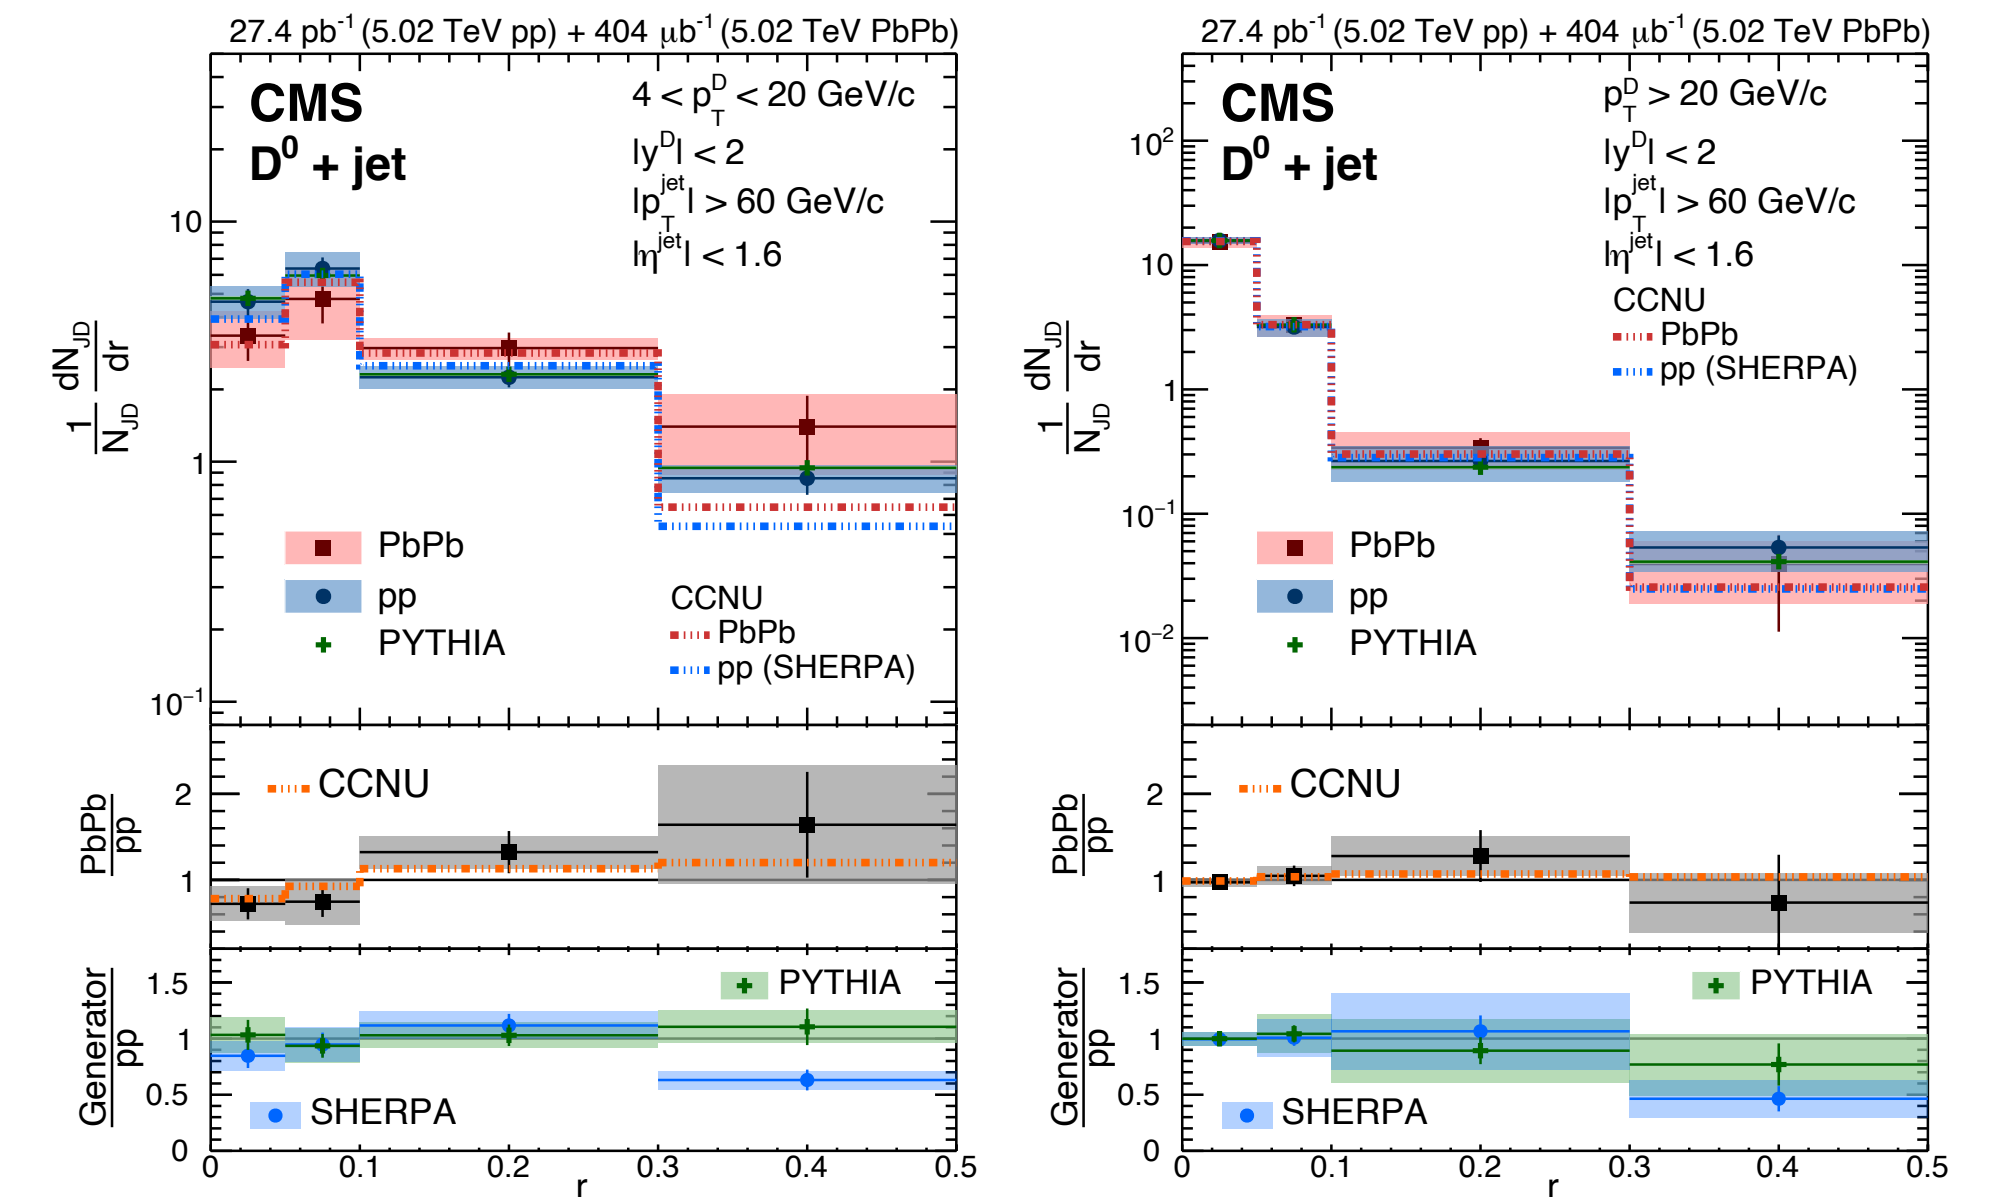 27.4 pb⁻¹ (5.02 TeV pp) + 404 μb⁻¹ (5.02 TeV PbPb)
CMS
D⁰ + jet
4 < p_T^D < 20 GeV/c
|y^D| < 2
|p_T^jet| > 60 GeV/c
|η^jet| < 1.6
1/N_JD dN_JD/dr
10
1
10⁻¹
PbPb
pp
PYTHIA
CCNU
PbPb
pp (SHERPA)
PbPb/pp
2
1
CCNU
Generator/pp
1.5
1
0.5
0
PYTHIA
SHERPA
0 0.1 0.2 0.3 0.4 0.5
r
27.4 pb⁻¹ (5.02 TeV pp) + 404 μb⁻¹ (5.02 TeV PbPb)
CMS
D⁰ + jet
p_T^D > 20 GeV/c
|y^D| < 2
|p_T^jet| > 60 GeV/c
|η^jet| < 1.6
CCNU
PbPb
pp (SHERPA)
1/N_JD dN_JD/dr
10²
10
1
10⁻¹
10⁻²
PbPb
pp
PYTHIA
PbPb/pp
2
1
CCNU
Generator/pp
1.5
1
0.5
0
PYTHIA
SHERPA
0 0.1 0.2 0.3 0.4 0.5
r